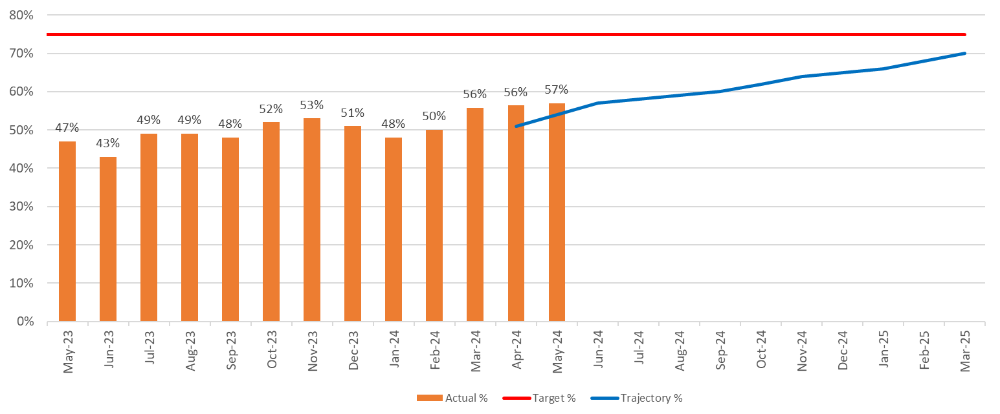 80%
70%
60%
50%
40%
30%
20%
10%
0%
47%
43%
49%
49%
48%
52%
53%
51%
48%
50%
56%
56%
57%
May-23
Jun-23
Jul-23
Aug-23
Sep-23
Oct-23
Nov-23
Dec-23
Jan-24
Feb-24
Mar-24
Apr-24
May-24
Jun-24
Jul-24
Aug-24
Sep-24
Oct-24
Nov-24
Dec-24
Jan-25
Feb-25
Mar-25
Actual % Target % Trajectory %